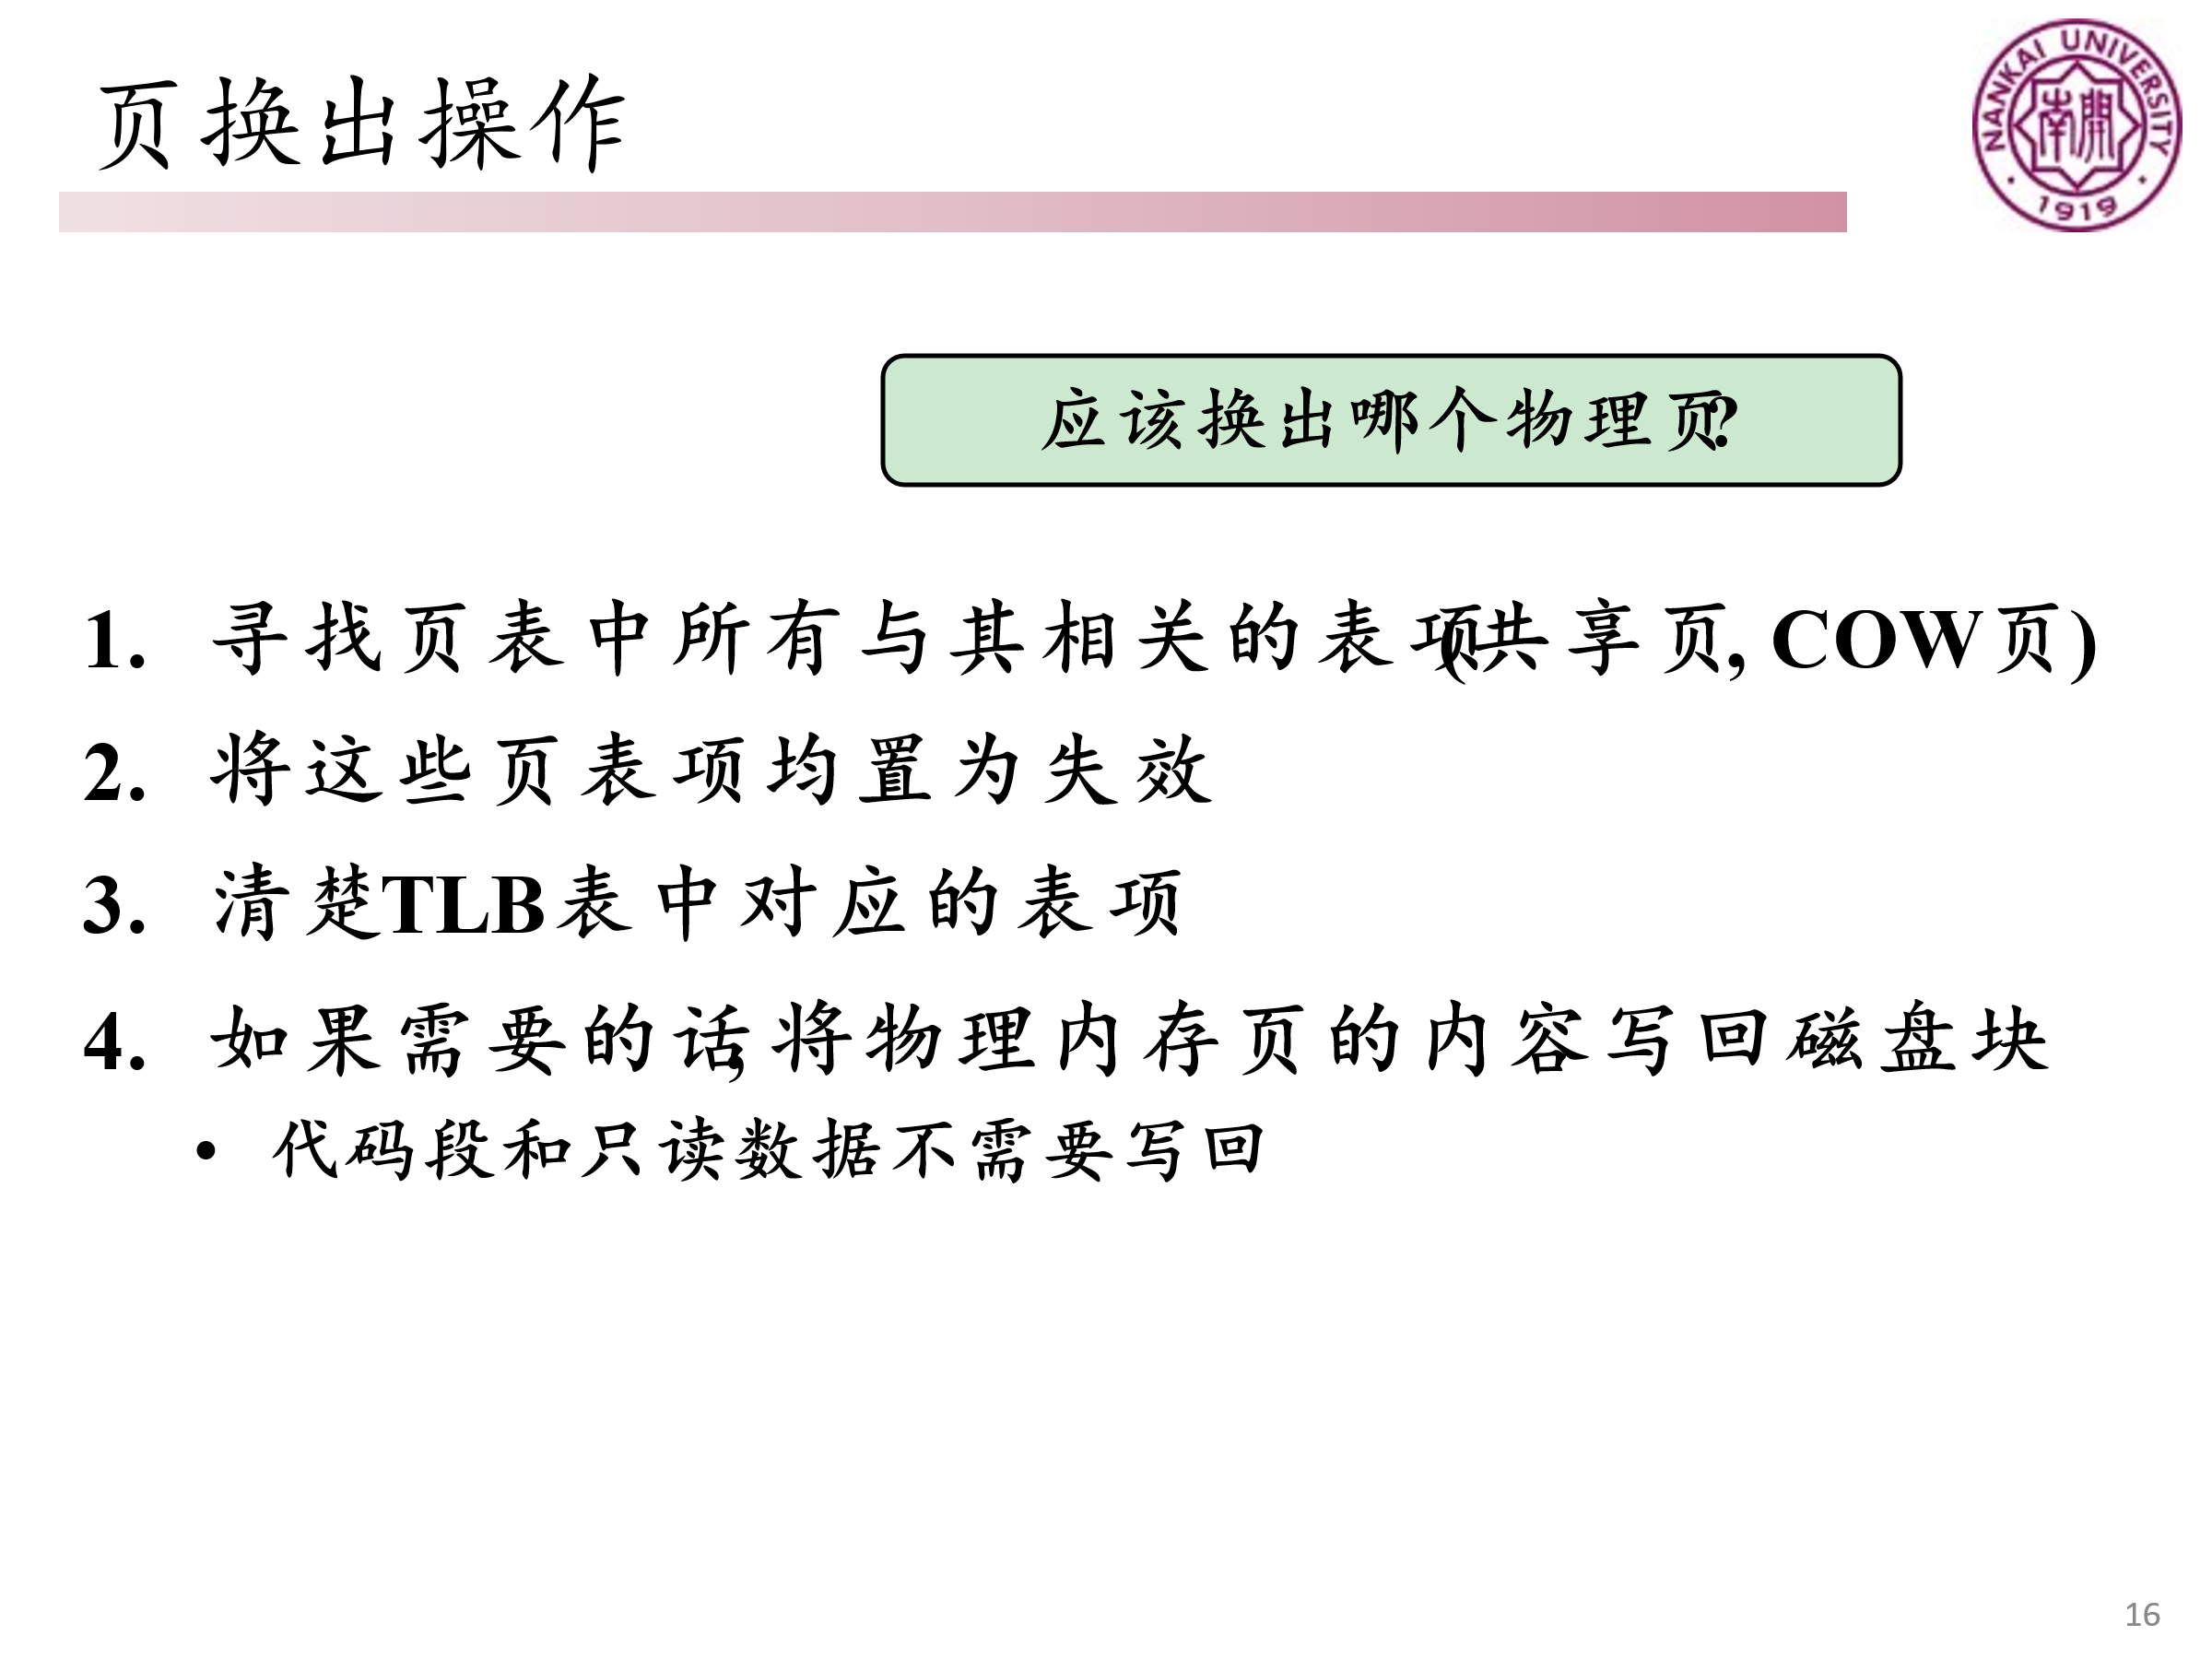 页换出操作
NANKAI UNIVERSITY
南開
1919
应该换出哪个物理页?
1. 寻找页表中所有与其相关的表项(共享页, COW页)
2. 将这些页表项均置为失效
3. 清楚TLB表中对应的表项
4. 如果需要的话, 将物理内存页的内容写回磁盘块
• 代码段和只读数据不需要写回
16